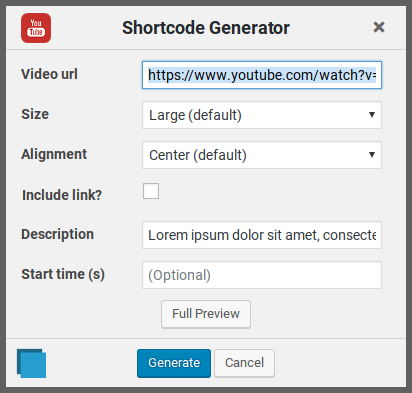 You
Tube
Shortcode Generator
×
Video url
https://www.youtube.com/watch?v=
Size
Large (default)
Alignment
Center (default)
Include link?
Description
Lorem ipsum dolor sit amet, consecte
Start time (s)
(Optional)
Full Preview
Generate
Cancel